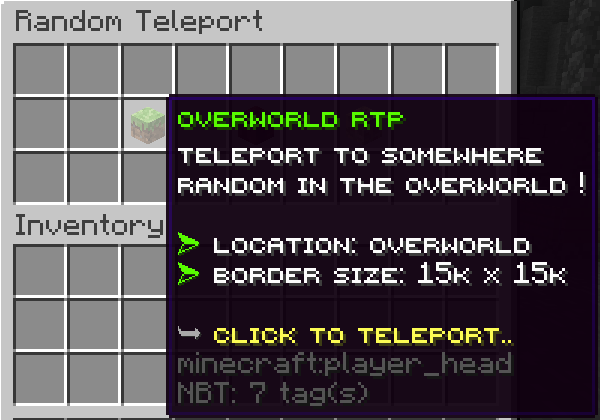 Random Teleport
OVERWORLD RTP
TELEPORT TO SOMEWHERE
RANDOM IN THE OVERWORLD !
Inventory
➢ LOCATION: OVERWORLD
➢ BORDER SIZE: 15K X 15K
➥ CLICK TO TELEPORT..
minecraft:player_head
NBT: 7 tag(s)